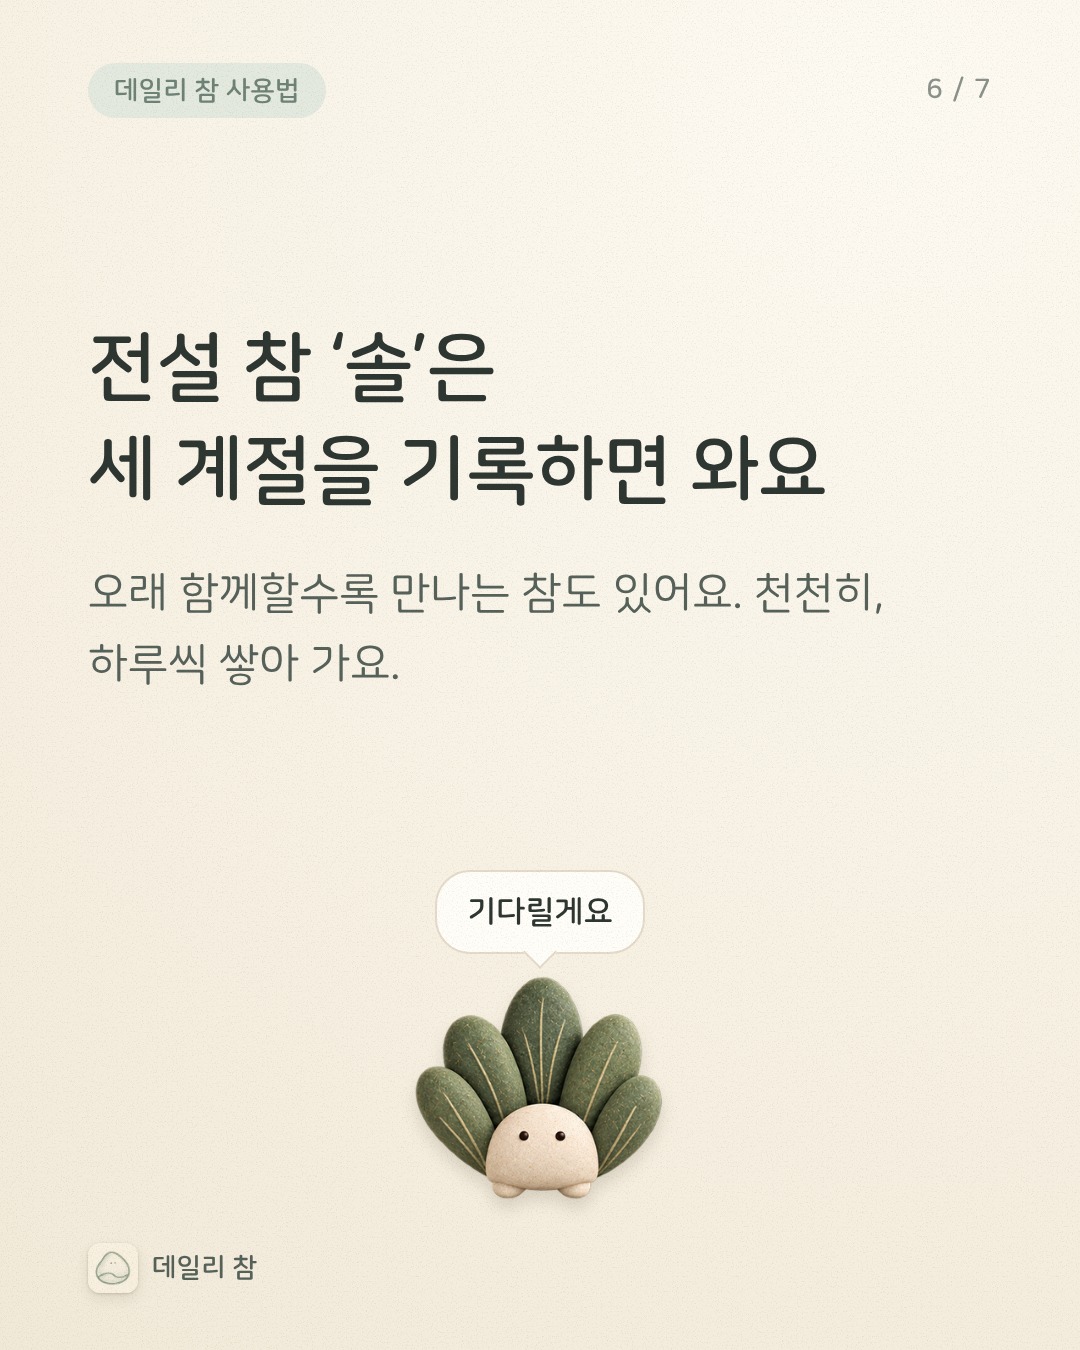 데일리 참 사용법
6 / 7
전설 참 ‘솔’은
세 계절을 기록하면 와요
오래 함께할수록 만나는 참도 있어요. 천천히,
하루씩 쌓아 가요.
기다릴게요
데일리 참